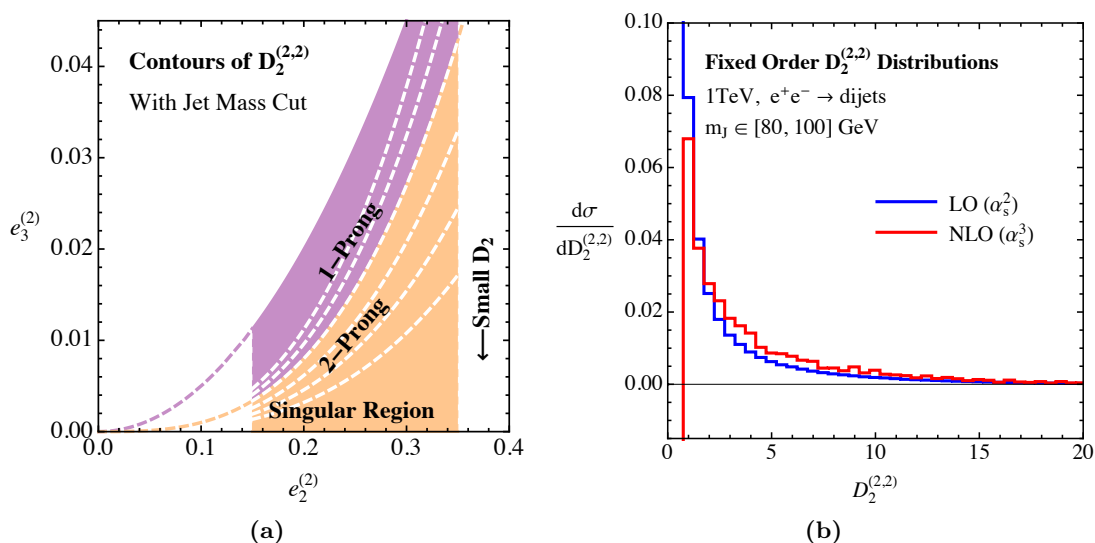 Contours of D₂^(2,2)
With Jet Mass Cut
e₃^(2)
0.04
0.03
0.02
0.01
0.00
1−Prong
2−Prong
Singular Region
←Small D₂
0.0 0.1 0.2 0.3 0.4
e₂^(2)
(a)
Fixed Order D₂^(2,2) Distributions
1TeV, e⁺e⁻ → dijets
m_J ∈ [80, 100] GeV
LO (α_s²)
NLO (α_s³)
dσ
dD₂^(2,2)
0.10
0.08
0.06
0.04
0.02
0.00
0 5 10 15 20
D₂^(2,2)
(b)